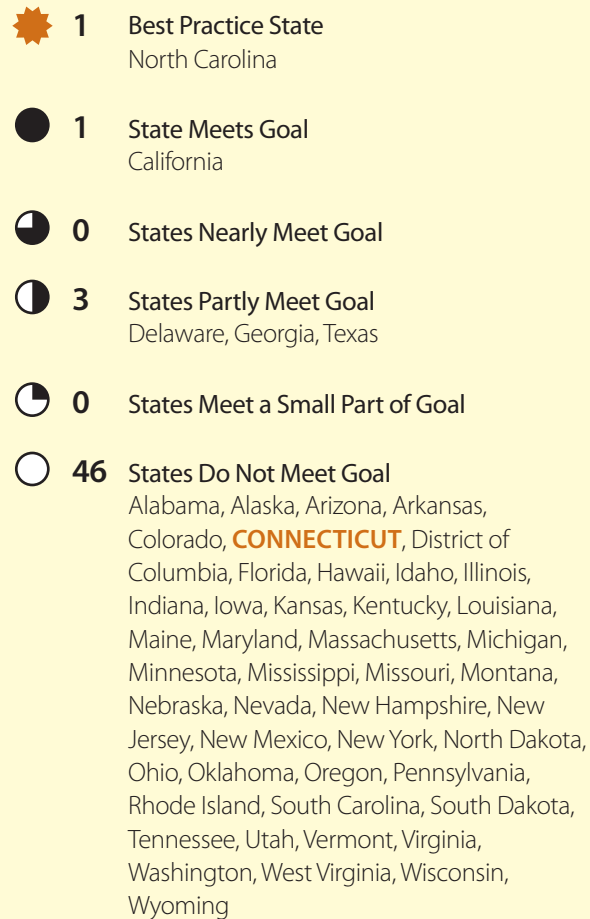 1 Best Practice State
North Carolina
1 State Meets Goal
California
0 States Nearly Meet Goal
3 States Partly Meet Goal
Delaware, Georgia, Texas
0 States Meet a Small Part of Goal
46 States Do Not Meet Goal
Alabama, Alaska, Arizona, Arkansas,
Colorado, CONNECTICUT, District of
Columbia, Florida, Hawaii, Idaho, Illinois,
Indiana, Iowa, Kansas, Kentucky, Louisiana,
Maine, Maryland, Massachusetts, Michigan,
Minnesota, Mississippi, Missouri, Montana,
Nebraska, Nevada, New Hampshire, New
Jersey, New Mexico, New York, North Dakota,
Ohio, Oklahoma, Oregon, Pennsylvania,
Rhode Island, South Carolina, South Dakota,
Tennessee, Utah, Vermont, Virginia,
Washington, West Virginia, Wisconsin,
Wyoming